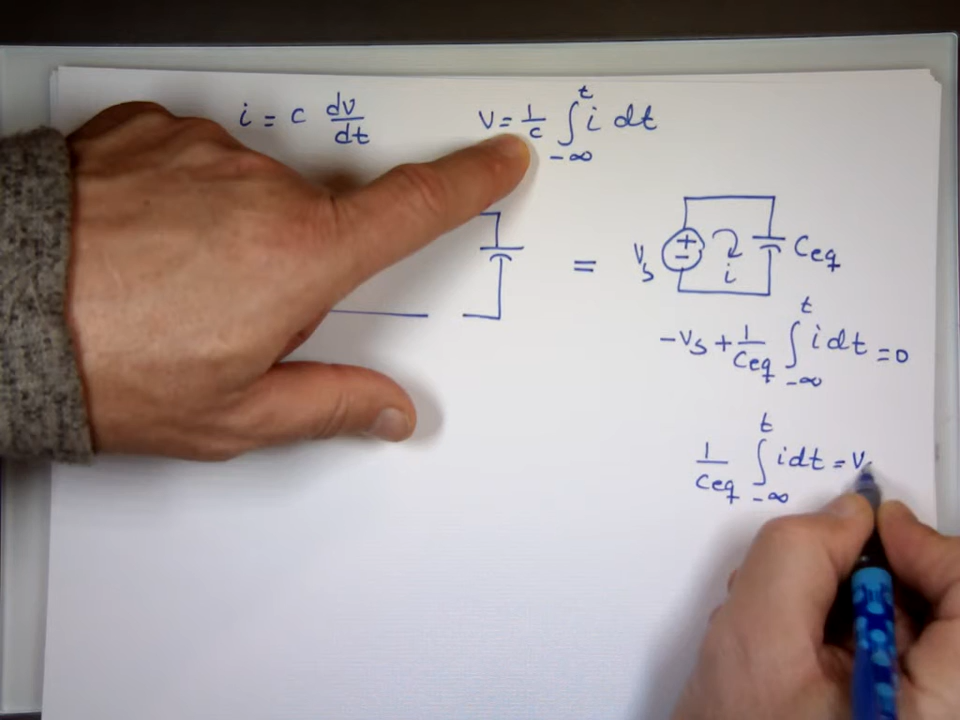 i = c dv/dt
v = 1/c ∫_{-∞}^{t} i dt
=
Vs + − i Ceq
-Vs + 1/Ceq ∫_{-∞}^{t} i dt = 0
1/Ceq ∫_{-∞}^{t} i dt = V